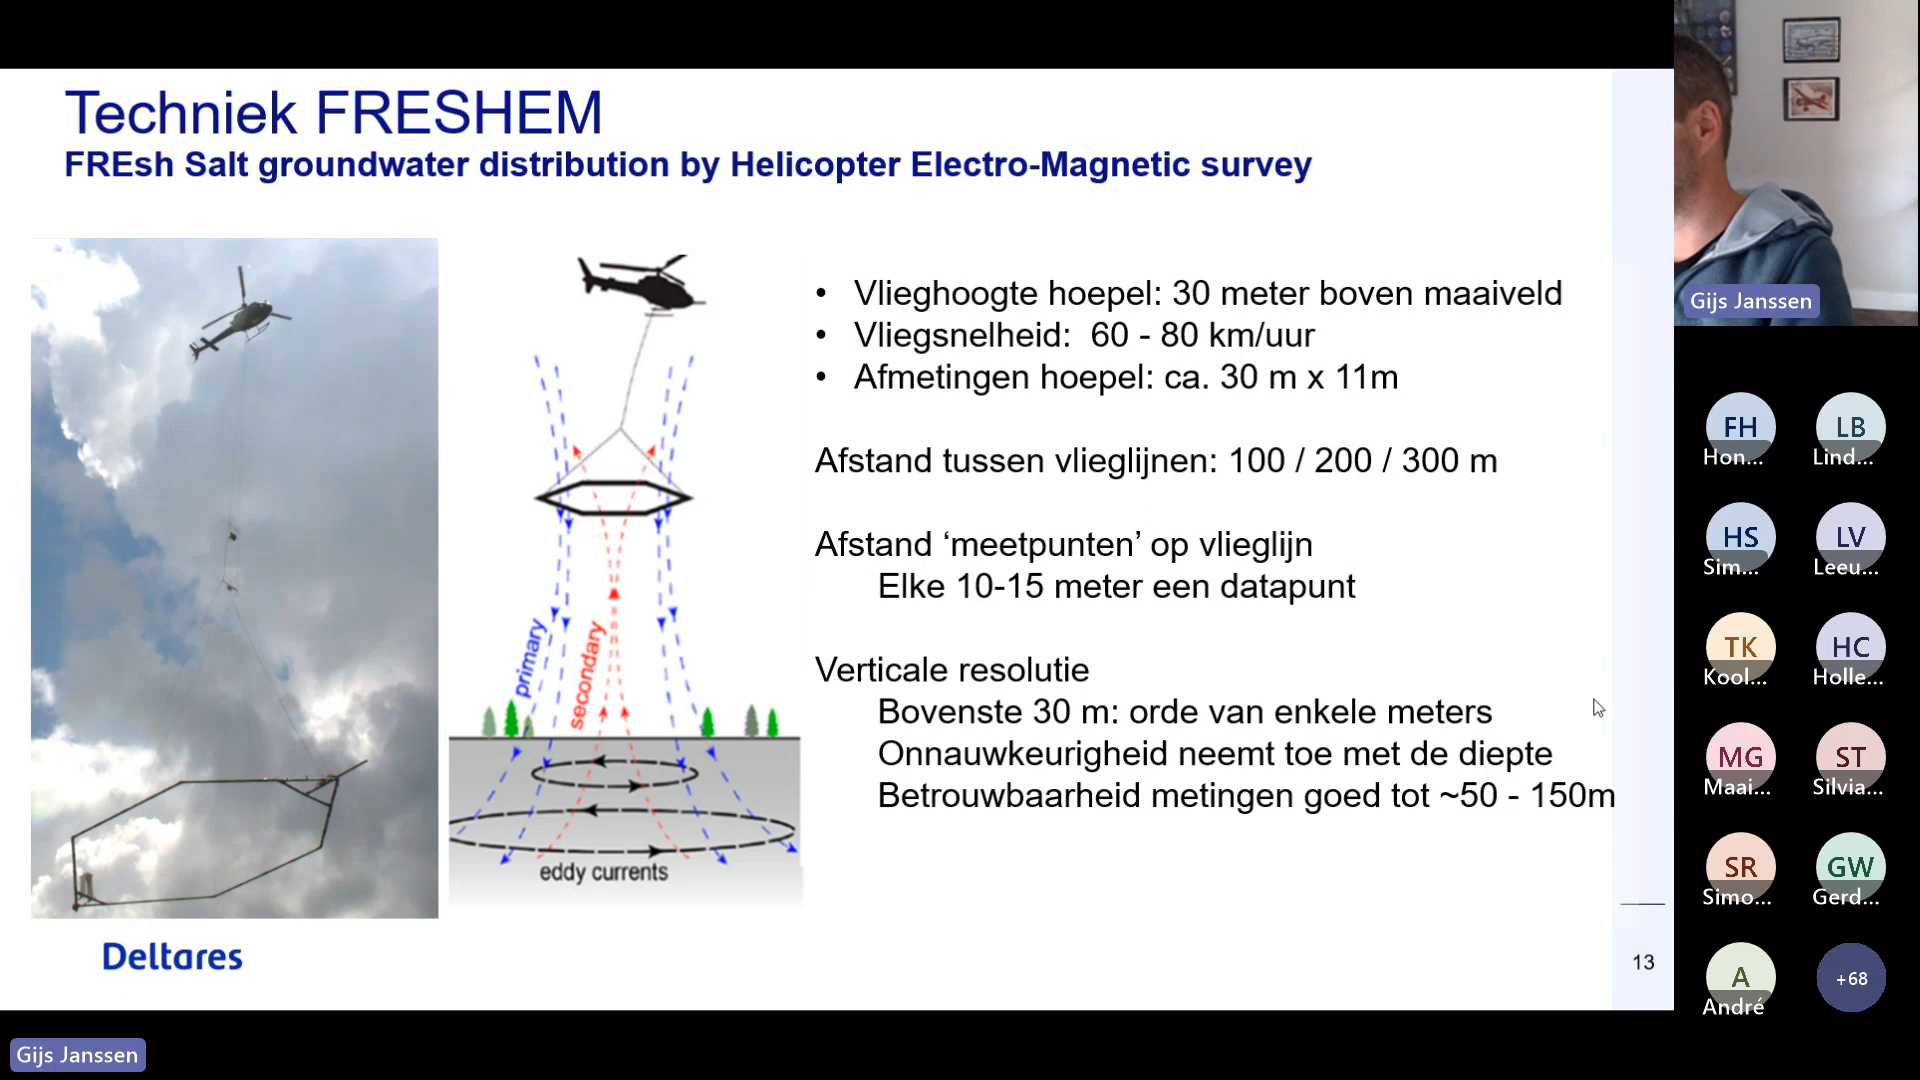 Techniek FRESHEM
FREsh Salt groundwater distribution by Helicopter Electro-Magnetic survey
primary
secondary
eddy currents
• Vlieghoogte hoepel: 30 meter boven maaiveld
• Vliegsnelheid: 60 - 80 km/uur
• Afmetingen hoepel: ca. 30 m x 11m
Afstand tussen vlieglijnen: 100 / 200 / 300 m
Afstand ‘meetpunten’ op vlieglijn
Elke 10-15 meter een datapunt
Verticale resolutie
Bovenste 30 m: orde van enkele meters
Onnauwkeurigheid neemt toe met de diepte
Betrouwbaarheid metingen goed tot ~50 - 150m
Deltares
13
Gijs Janssen
Gijs Janssen
FH
Hon...
LB
Lind...
HS
Sim...
LV
Leeu...
TK
Kool...
HC
Holle...
MG
Maai...
ST
Silvia...
SR
Simo...
GW
Gerd...
A
André
+68